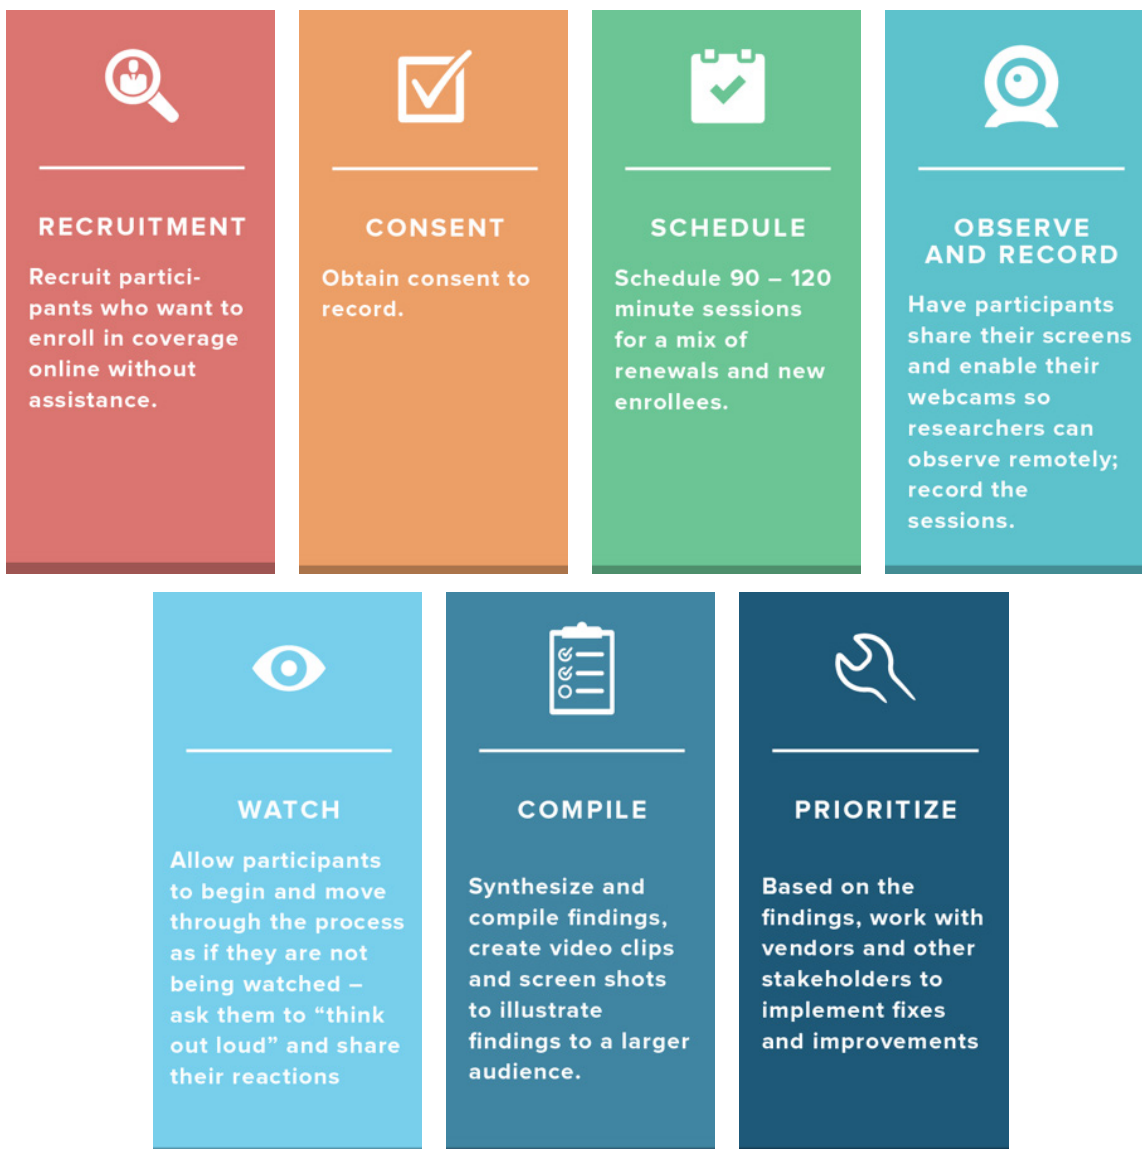 RECRUITMENT
Recruit partici-
pants who want to
enroll in coverage
online without
assistance.
CONSENT
Obtain consent to
record.
SCHEDULE
Schedule 90 – 120
minute sessions
for a mix of
renewals and new
enrollees.
OBSERVE
AND RECORD
Have participants
share their screens
and enable their
webcams so
researchers can
observe remotely;
record the
sessions.
WATCH
Allow participants
to begin and move
through the process
as if they are not
being watched –
ask them to “think
out loud” and share
their reactions
COMPILE
Synthesize and
compile findings,
create video clips
and screen shots
to illustrate
findings to a larger
audience.
PRIORITIZE
Based on the
findings, work with
vendors and other
stakeholders to
implement fixes
and improvements